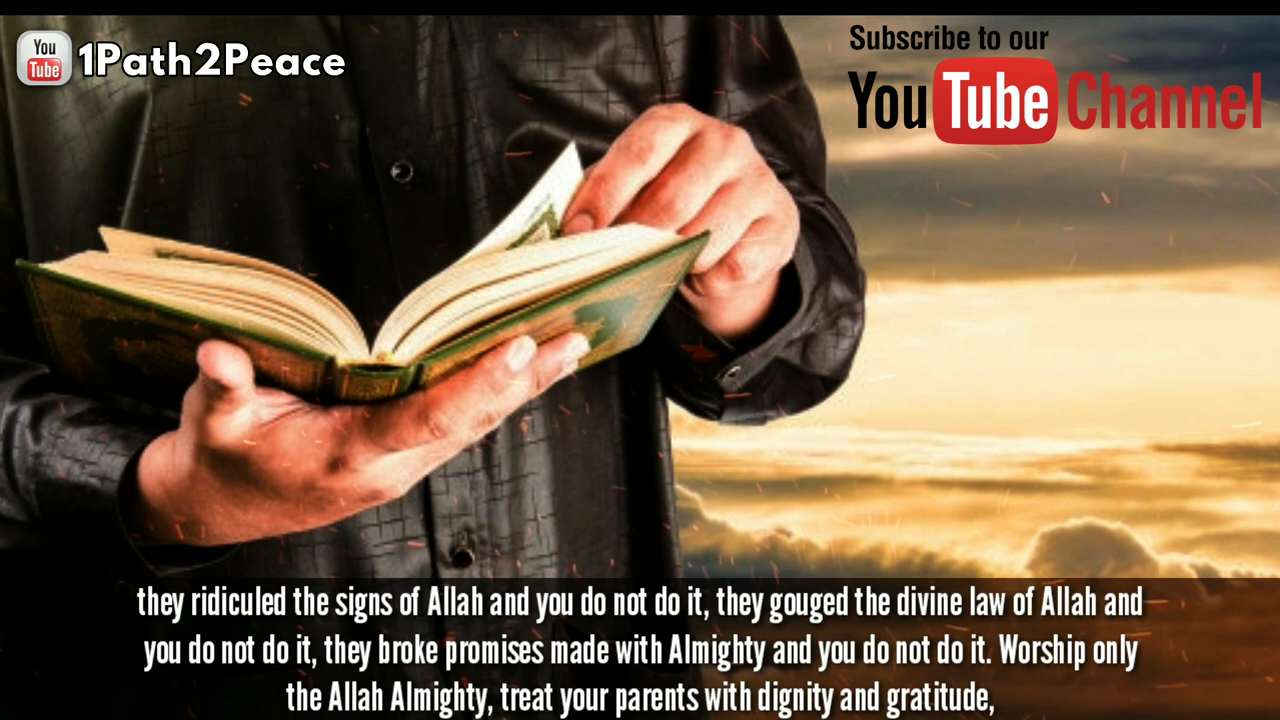 You
Tube
1Path2Peace
Subscribe to our
YouTube Channel
they ridiculed the signs of Allah and you do not do it, they gouged the divine law of Allah and
you do not do it, they broke promises made with Almighty and you do not do it. Worship only
the Allah Almighty, treat your parents with dignity and gratitude,